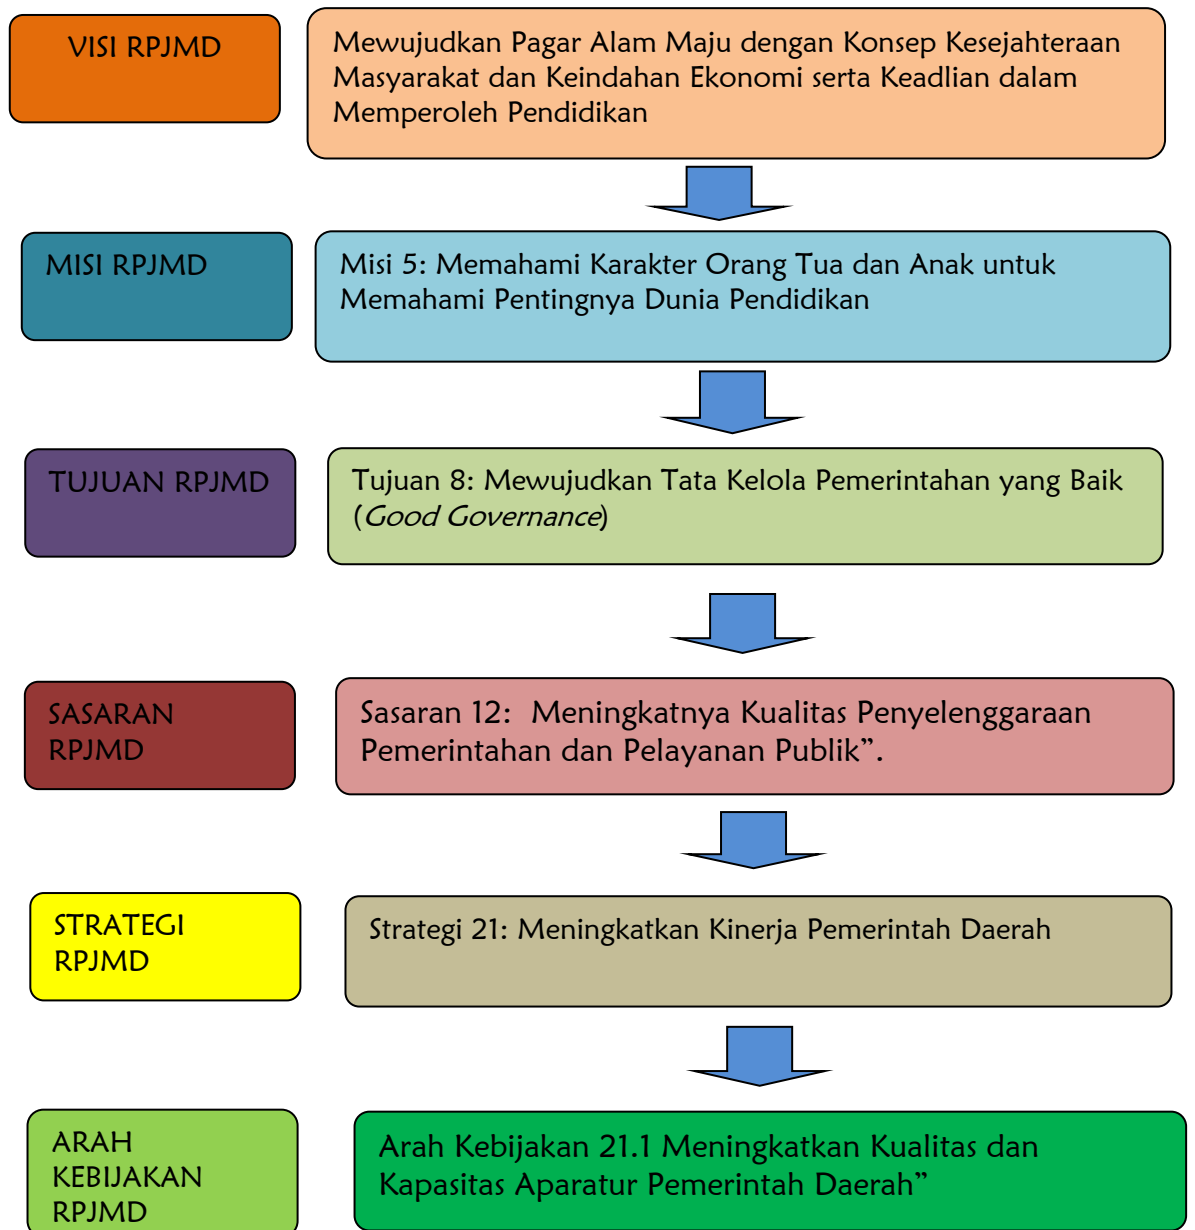 VISI RPJMD
Mewujudkan Pagar Alam Maju dengan Konsep Kesejahteraan
Masyarakat dan Keindahan Ekonomi serta Keadlian dalam
Memperoleh Pendidikan
MISI RPJMD
Misi 5: Memahami Karakter Orang Tua dan Anak untuk
Memahami Pentingnya Dunia Pendidikan
TUJUAN RPJMD
Tujuan 8: Mewujudkan Tata Kelola Pemerintahan yang Baik
(Good Governance)
SASARAN
RPJMD
Sasaran 12:  Meningkatnya Kualitas Penyelenggaraan
Pemerintahan dan Pelayanan Publik”.
STRATEGI
RPJMD
Strategi 21: Meningkatkan Kinerja Pemerintah Daerah
ARAH
KEBIJAKAN
RPJMD
Arah Kebijakan 21.1 Meningkatkan Kualitas dan
Kapasitas Aparatur Pemerintah Daerah”